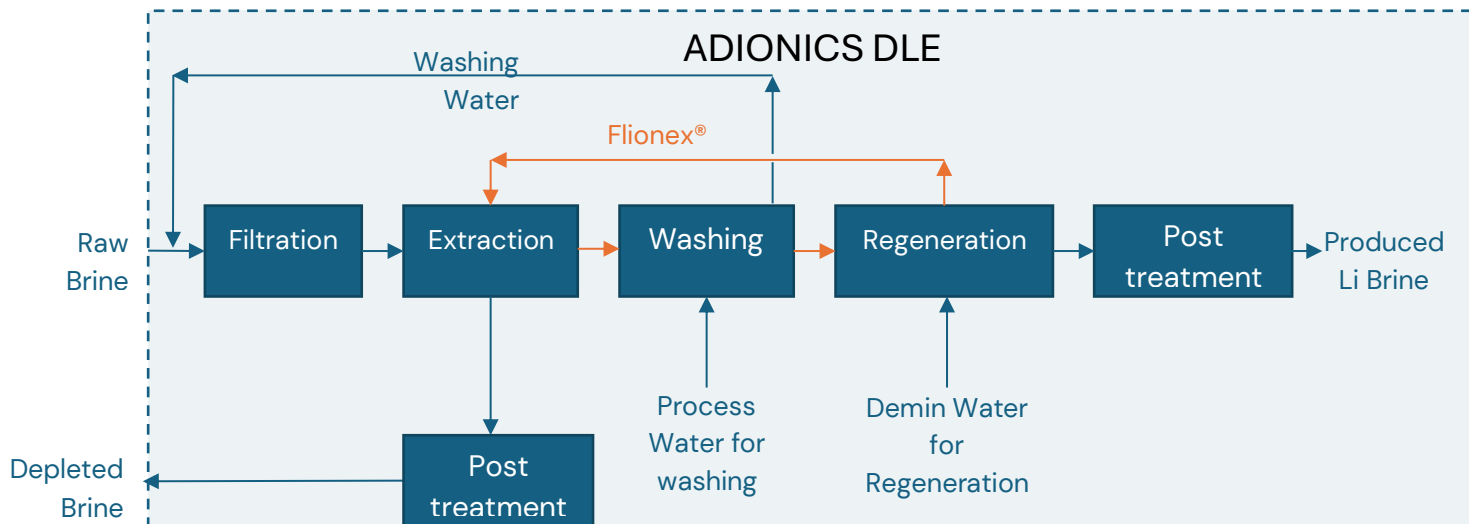 ADIONICS DLE
Washing
Water
Flionex®
Raw
Brine
Filtration
Extraction
Washing
Regeneration
Post
treatment
Produced
Li Brine
Process
Water for
washing
Demin Water
for
Regeneration
Depleted
Brine
Post
treatment